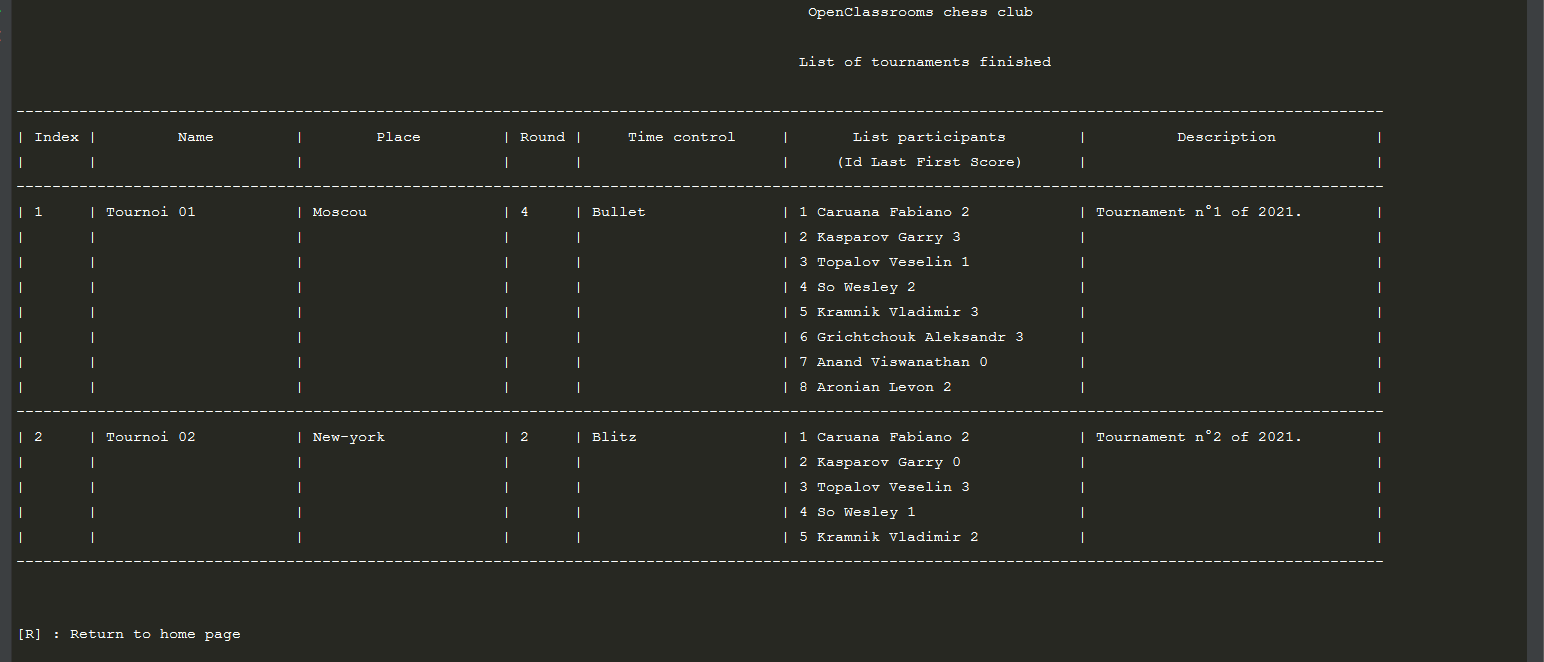 OpenClassrooms chess club
List of tournaments finished
| Index | Name | Place | Round | Time control | List participants | Description |
| | | | | | (Id Last First Score) | |
| 1 | Tournoi 01 | Moscou | 4 | Bullet | 1 Caruana Fabiano 2 | Tournament n°1 of 2021. |
| | | | | | 2 Kasparov Garry 3 | |
| | | | | | 3 Topalov Veselin 1 | |
| | | | | | 4 So Wesley 2 | |
| | | | | | 5 Kramnik Vladimir 3 | |
| | | | | | 6 Grichtchouk Aleksandr 3 | |
| | | | | | 7 Anand Viswanathan 0 | |
| | | | | | 8 Aronian Levon 2 | |
| 2 | Tournoi 02 | New-york | 2 | Blitz | 1 Caruana Fabiano 2 | Tournament n°2 of 2021. |
| | | | | | 2 Kasparov Garry 0 | |
| | | | | | 3 Topalov Veselin 3 | |
| | | | | | 4 So Wesley 1 | |
| | | | | | 5 Kramnik Vladimir 2 | |
[R] : Return to home page